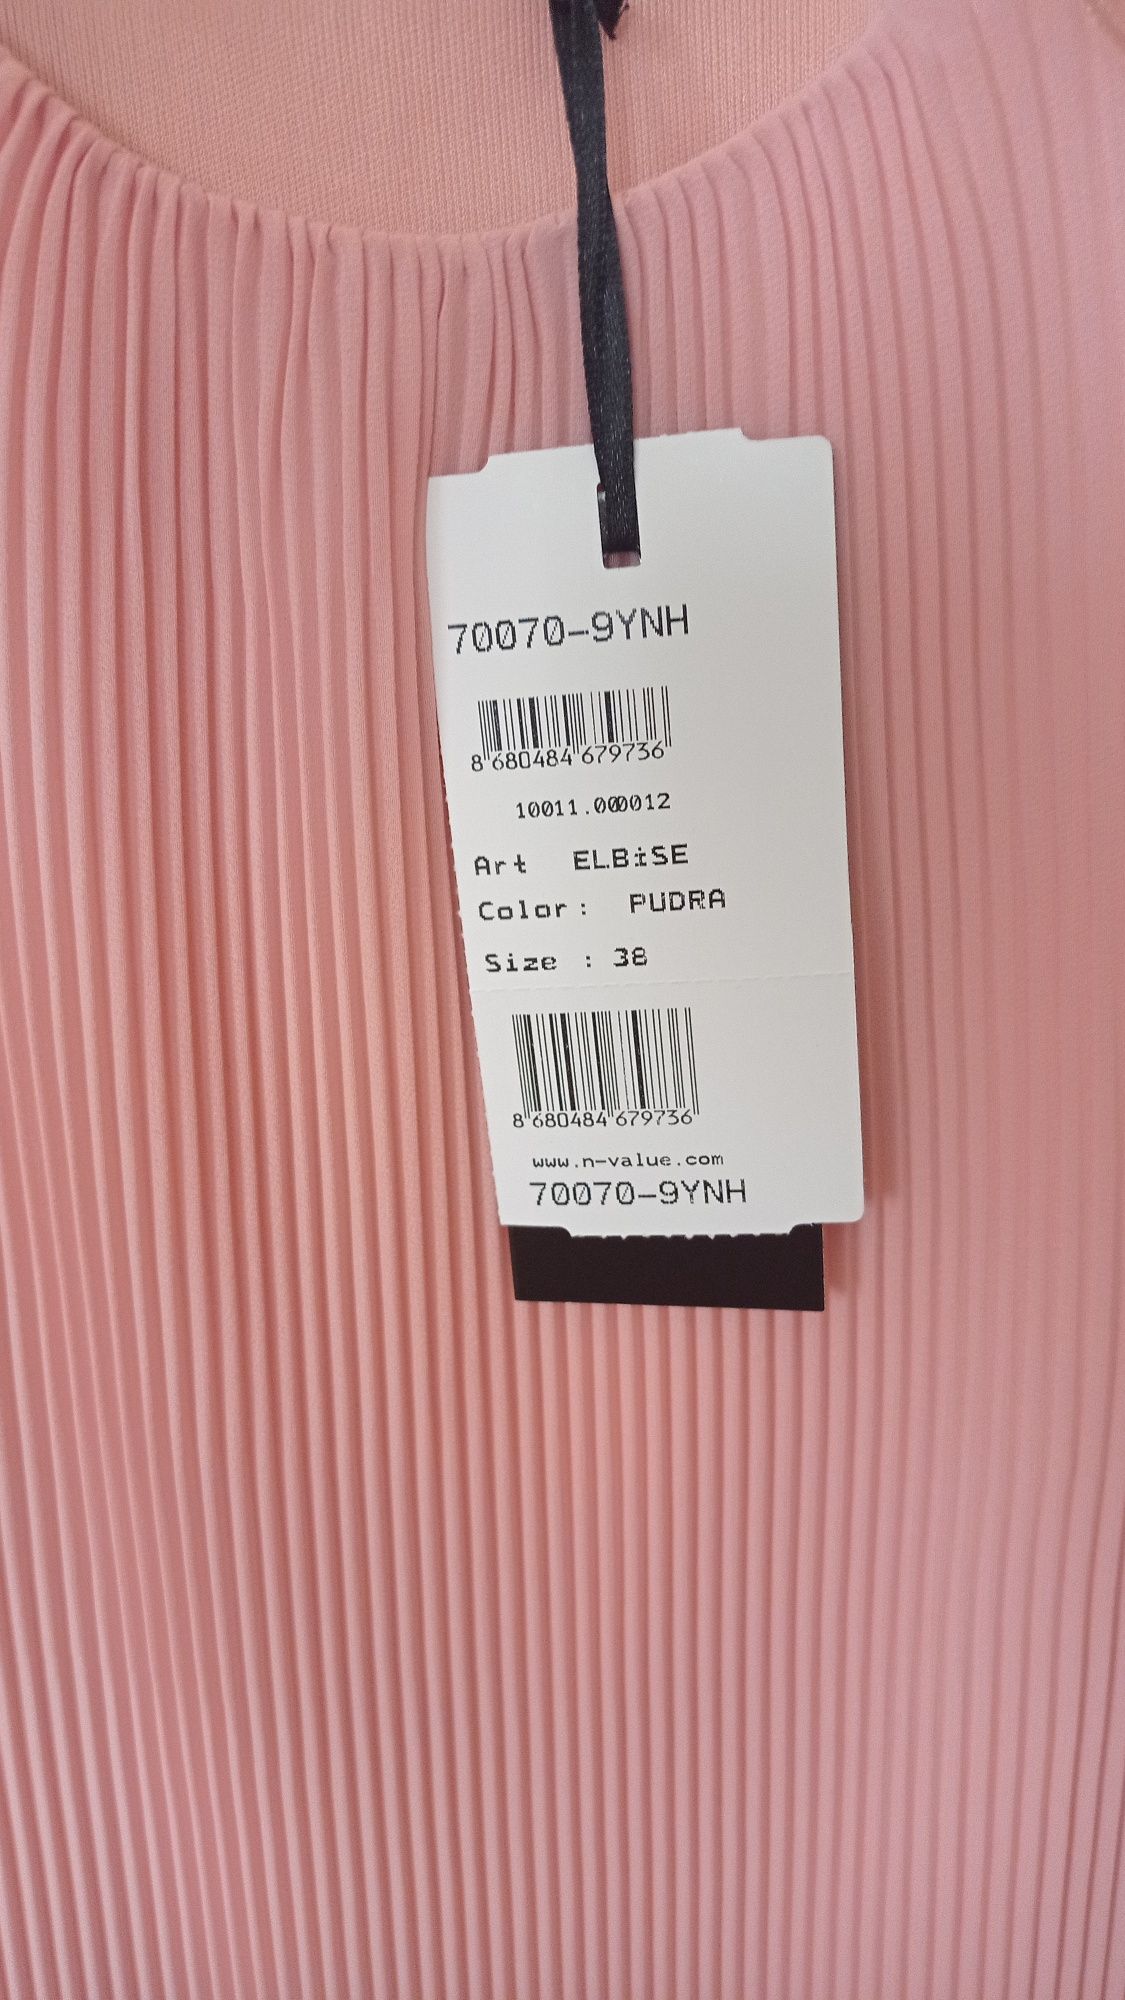 70070-9YNH
8 680484 679736
10011.000012
Art ELBiSE
Color: PUDRA
Size : 38
8 680484 679736
www.n-value.com
70070-9YNH